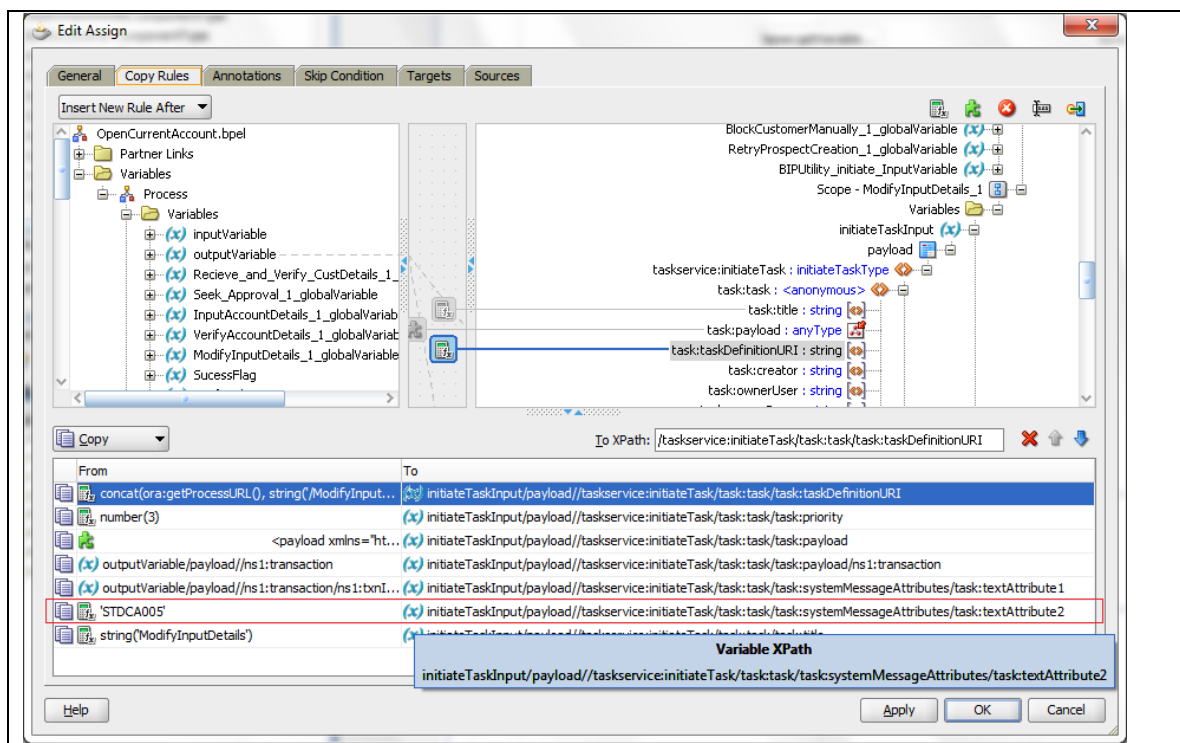 Edit Assign
General Copy Rules Annotations Skip Condition Targets Sources
Insert New Rule After
OpenCurrentAccount.bpel
Partner Links
Variables
Process
Variables
inputVariable
outputVariable
Recieve_and_Verify_CustDetails_1_
Seek_Approval_1_globalVariable
InputAccountDetails_1_globalVariab
VerifyAccountDetails_1_globalVariab
ModifyInputDetails_1_globalVariable
SucessFlag
BlockCustomerManually_1_globalVariable (x)
RetryProspectCreation_1_globalVariable (x)
BIPUtility_initiate_InputVariable (x)
Scope - ModifyInputDetails_1
Variables
initiateTaskInput (x)
payload
taskservice:initiateTask : initiateTaskType
task:task : <anonymous>
task:title : string
task:payload : anyType
task:taskDefinitionURI : string
task:creator : string
task:ownerUser : string
Copy
To XPath: /taskservice:initiateTask/task:task/task:taskDefinitionURI
From To
concat(ora:getProcessURL(), string('/ModifyInput... initiateTaskInput/payload//taskservice:initiateTask/task:task/task:taskDefinitionURI
number(3) (x) initiateTaskInput/payload//taskservice:initiateTask/task:task/task:priority
<payload xmlns="ht... (x) initiateTaskInput/payload//taskservice:initiateTask/task:task/task:payload
(x) outputVariable/payload//ns1:transaction (x) initiateTaskInput/payload//taskservice:initiateTask/task:task/task:payload/ns1:transaction
(x) outputVariable/payload//ns1:transaction/ns1:txnI... (x) initiateTaskInput/payload//taskservice:initiateTask/task:task/task:systemMessageAttributes/task:textAttribute1
'STDCA005' (x) initiateTaskInput/payload//taskservice:initiateTask/task:task/task:systemMessageAttributes/task:textAttribute2
string('ModifyInputDetails')
Variable XPath
initiateTaskInput/payload//taskservice:initiateTask/task:task/task:systemMessageAttributes/task:textAttribute2
Help Apply OK Cancel